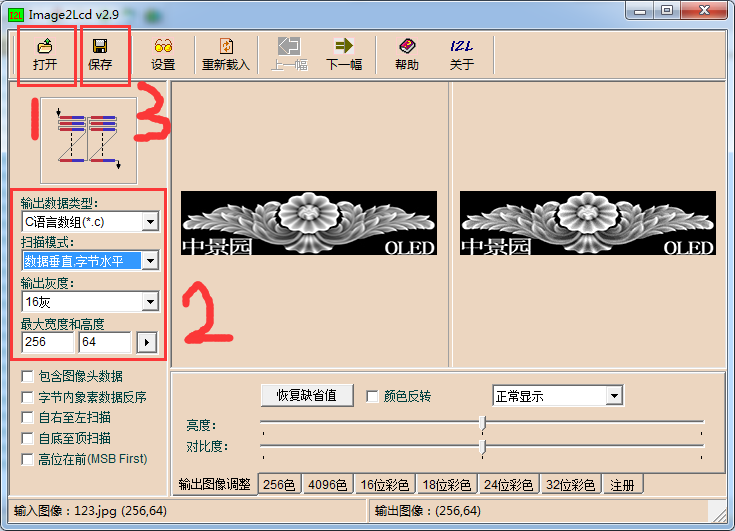 Image2Lcd v2.9
打开
保存
设置
重新载入
上一幅
下一幅
帮助
I2L
关于
1
3
输出数据类型：
C语言数组(*.c)
扫描模式：
数据垂直,字节水平
输出灰度：
16灰
最大宽度和高度
256 64
2
包含图像头数据
字节内象素数据反序
自右至左扫描
自底至顶扫描
高位在前(MSB First)
中景园 OLED
中景园 OLED
恢复缺省值
颜色反转
正常显示
亮度：
对比度：
输出图像调整 256色 4096色 16位彩色 18位彩色 24位彩色 32位彩色 注册
输入图像：123.jpg (256,64)
输出图像：(256,64)